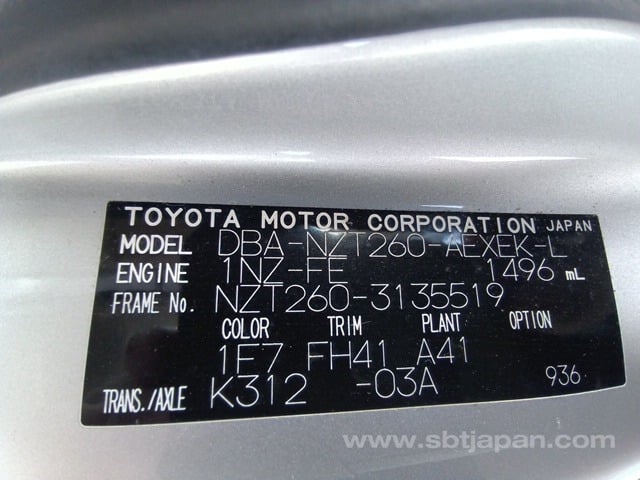 TOYOTA MOTOR CORPORATION JAPAN
MODEL DBA-NZT260-AEXEK-L
ENGINE 1NZ-FE 1496 mL
FRAME No. NZT260-3135519
COLOR TRIM PLANT OPTION
1E7 FH41 A41
TRANS./AXLE K312 -03A 936
www.sbtjapan.com